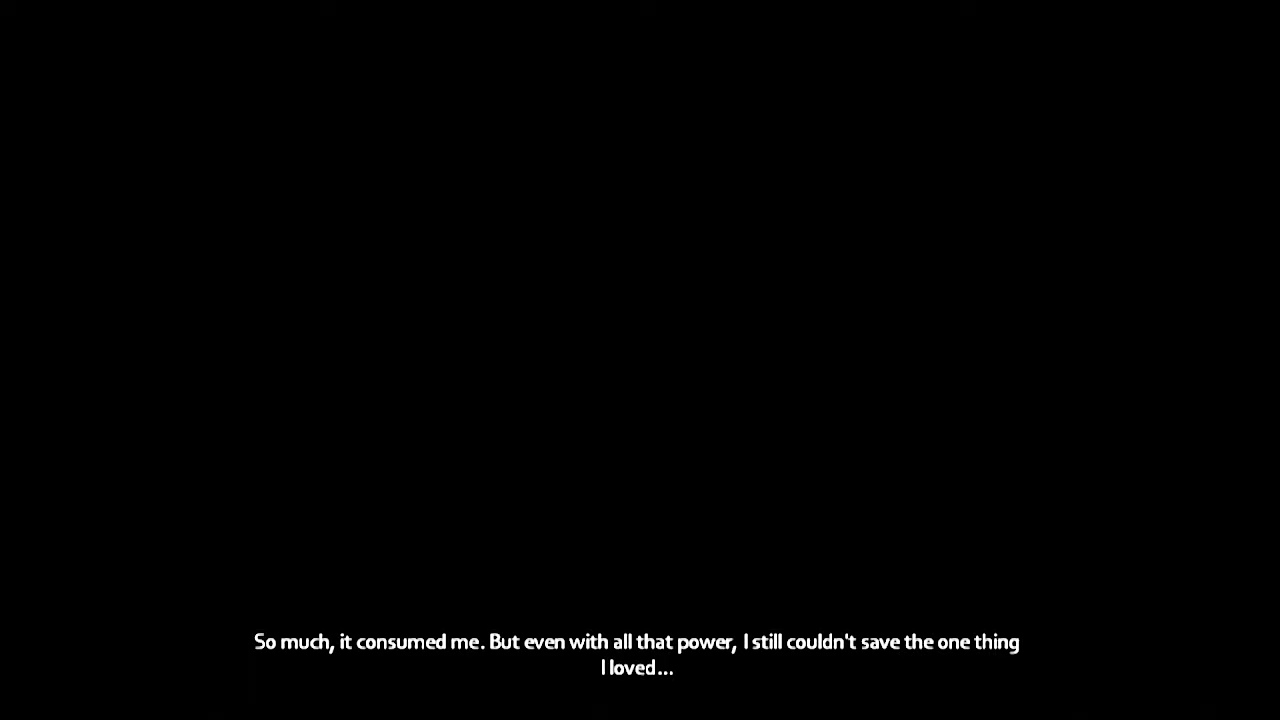 So much, it consumed me. But even with all that power, I still couldn't save the one thing
I loved...